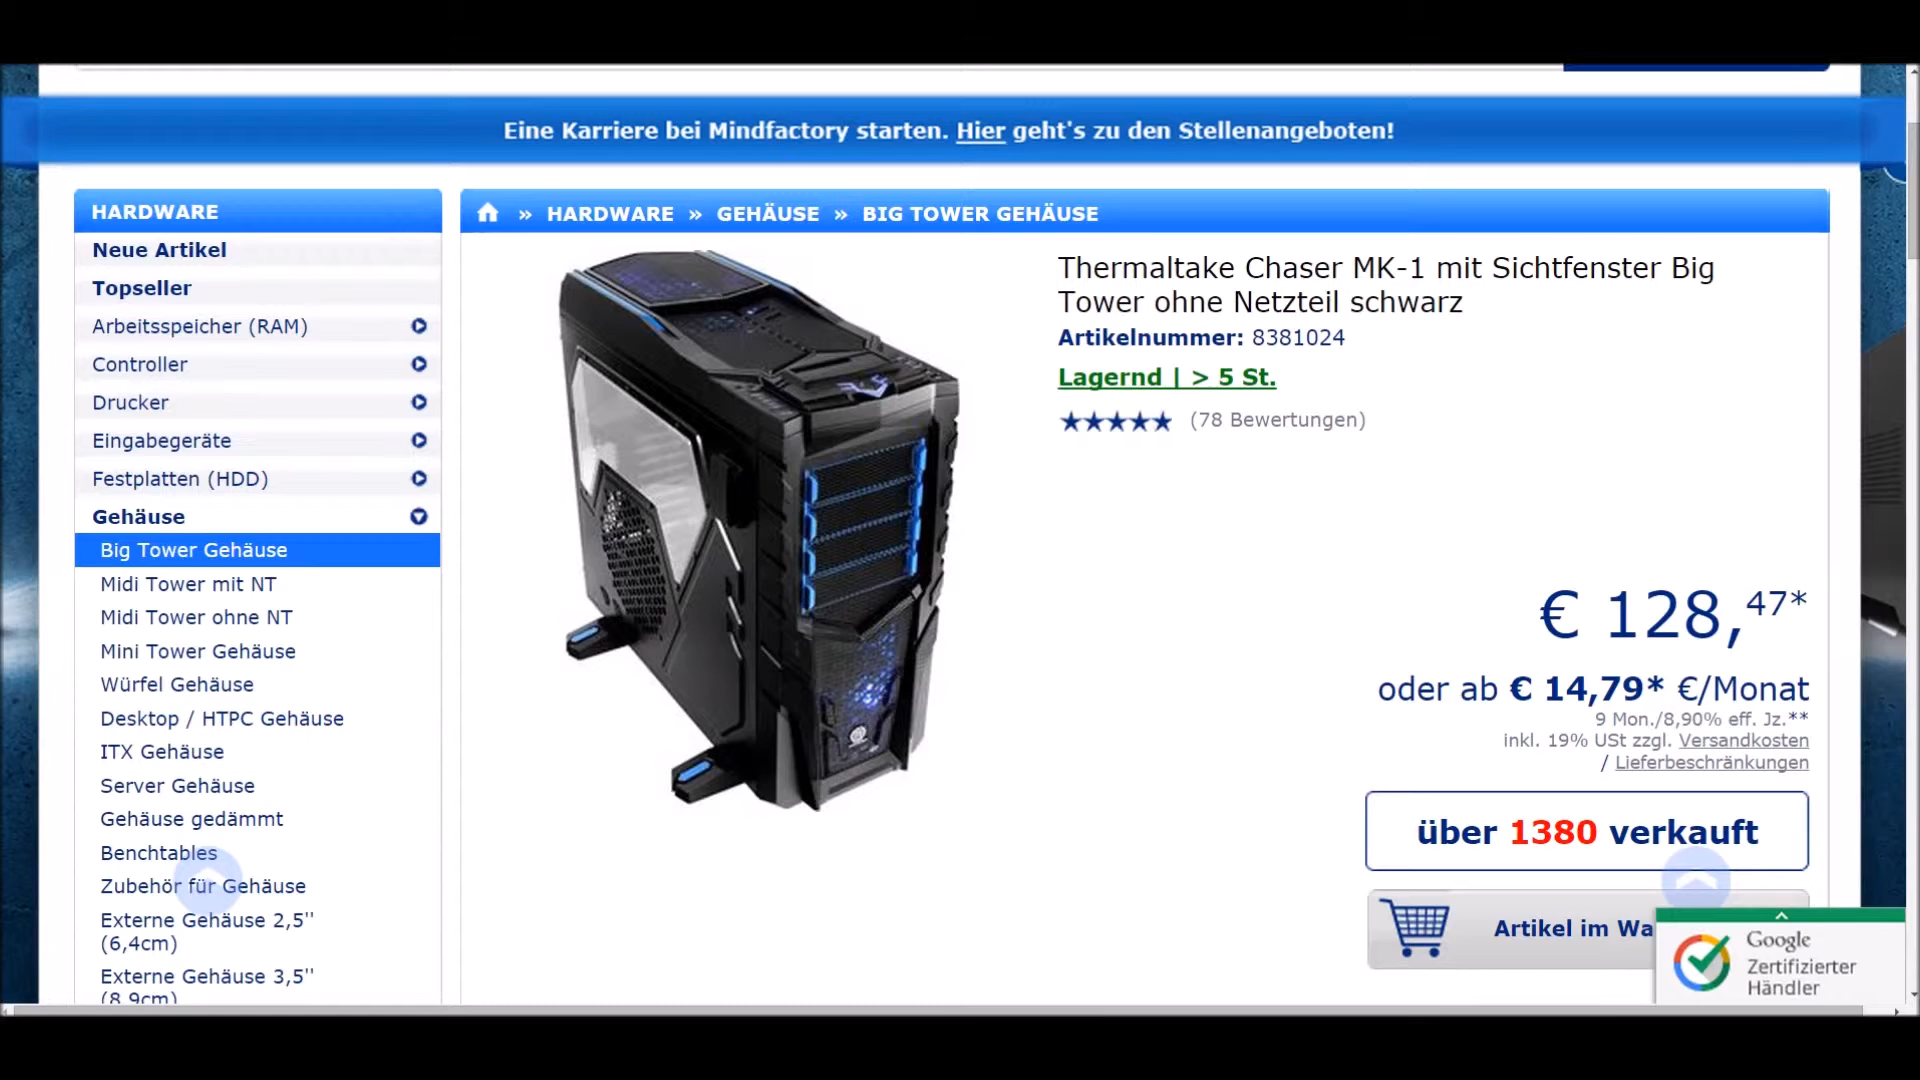 Eine Karriere bei Mindfactory starten. Hier geht's zu den Stellenangeboten!
HARDWARE
Neue Artikel
Topseller
Arbeitsspeicher (RAM)
Controller
Drucker
Eingabegeräte
Festplatten (HDD)
Gehäuse
Big Tower Gehäuse
Midi Tower mit NT
Midi Tower ohne NT
Mini Tower Gehäuse
Würfel Gehäuse
Desktop / HTPC Gehäuse
ITX Gehäuse
Server Gehäuse
Gehäuse gedämmt
Benchtables
Zubehör für Gehäuse
Externe Gehäuse 2,5''
(6,4cm)
Externe Gehäuse 3,5''
(8,9cm)
» HARDWARE » GEHÄUSE » BIG TOWER GEHÄUSE
Thermaltake Chaser MK-1 mit Sichtfenster Big
Tower ohne Netzteil schwarz
Artikelnummer: 8381024
Lagernd | > 5 St.
(78 Bewertungen)
€ 128,47*
oder ab € 14,79* €/Monat
9 Mon./8,90% eff. Jz.**
inkl. 19% USt zzgl. Versandkosten
/ Lieferbeschränkungen
über 1380 verkauft
Artikel im Wa
Google
Zertifizierter
Händler